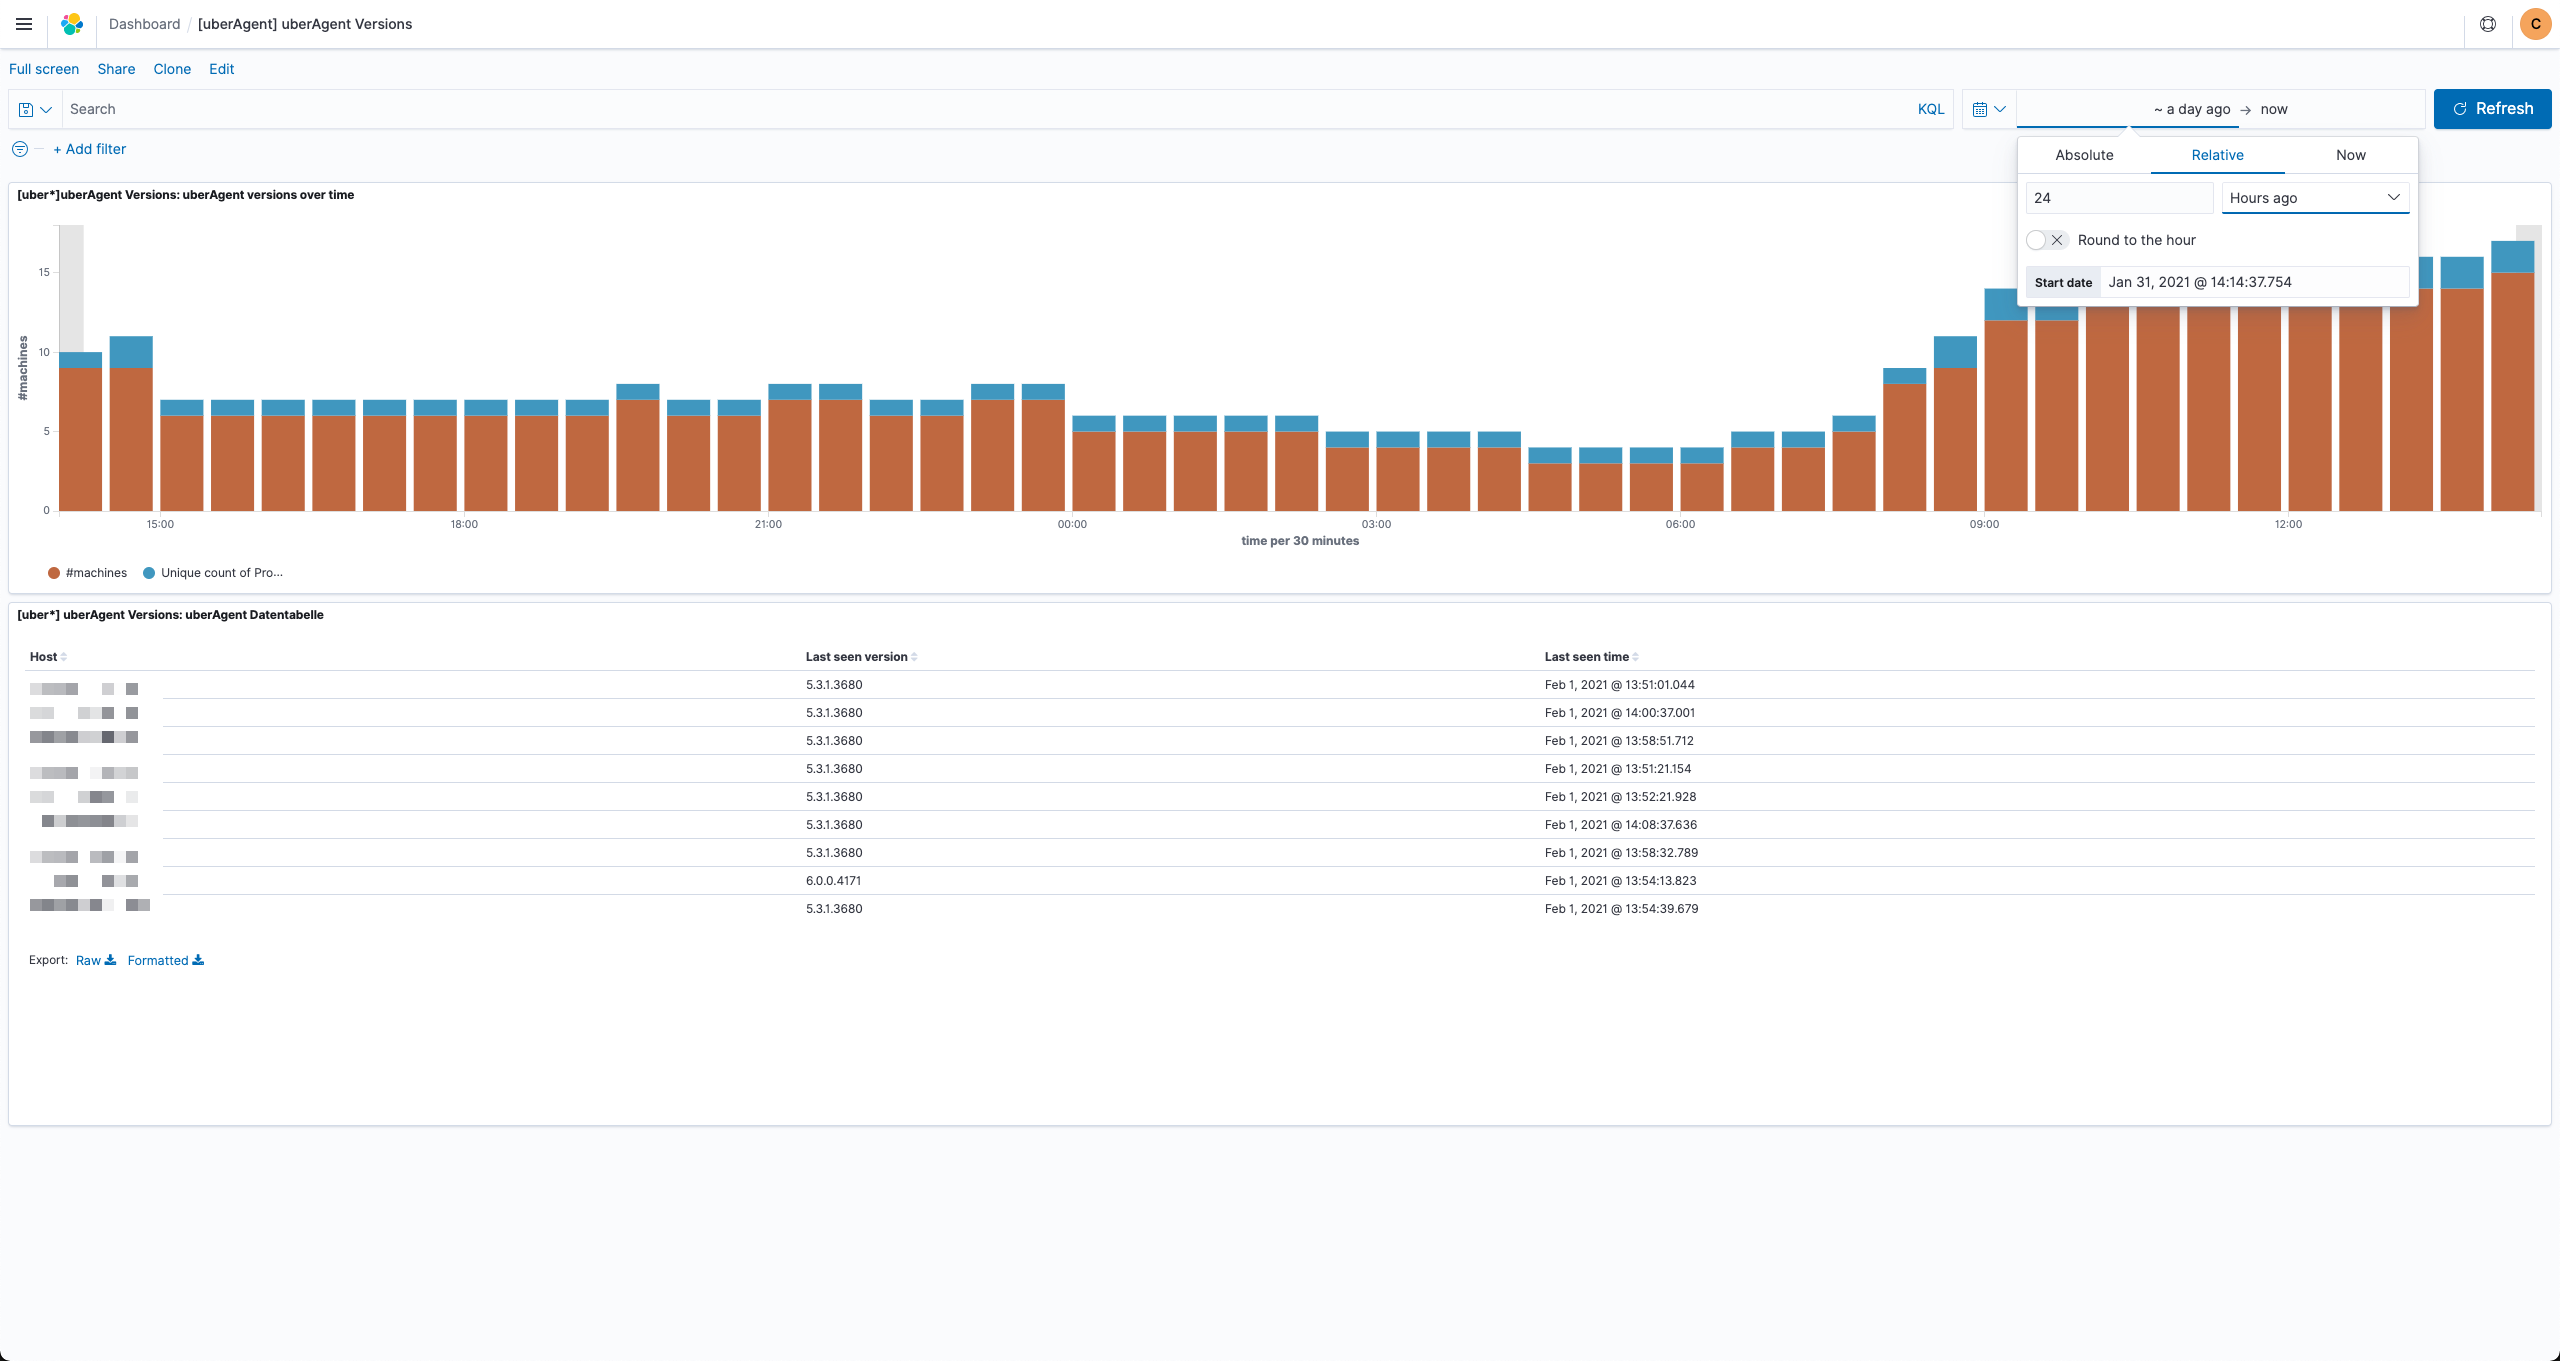 Dashboard / [uberAgent] uberAgent Versions
C
Full screen Share Clone Edit
Search KQL
~ a day ago → now
Refresh
+ Add filter
Absolute Relative Now
24 Hours ago
Round to the hour
Start date Jan 31, 2021 @ 14:14:37.754
[uber*]uberAgent Versions: uberAgent versions over time
#machines
15
10
5
0
15:00 18:00 21:00 00:00 03:00 06:00 09:00 12:00
time per 30 minutes
#machines Unique count of Pro...
[uber*] uberAgent Versions: uberAgent Datentabelle
Host Last seen version Last seen time
5.3.1.3680 Feb 1, 2021 @ 13:51:01.044
5.3.1.3680 Feb 1, 2021 @ 14:00:37.001
5.3.1.3680 Feb 1, 2021 @ 13:58:51.712
5.3.1.3680 Feb 1, 2021 @ 13:51:21.154
5.3.1.3680 Feb 1, 2021 @ 13:52:21.928
5.3.1.3680 Feb 1, 2021 @ 14:08:37.636
5.3.1.3680 Feb 1, 2021 @ 13:58:32.789
6.0.0.4171 Feb 1, 2021 @ 13:54:13.823
5.3.1.3680 Feb 1, 2021 @ 13:54:39.679
Export: Raw Formatted